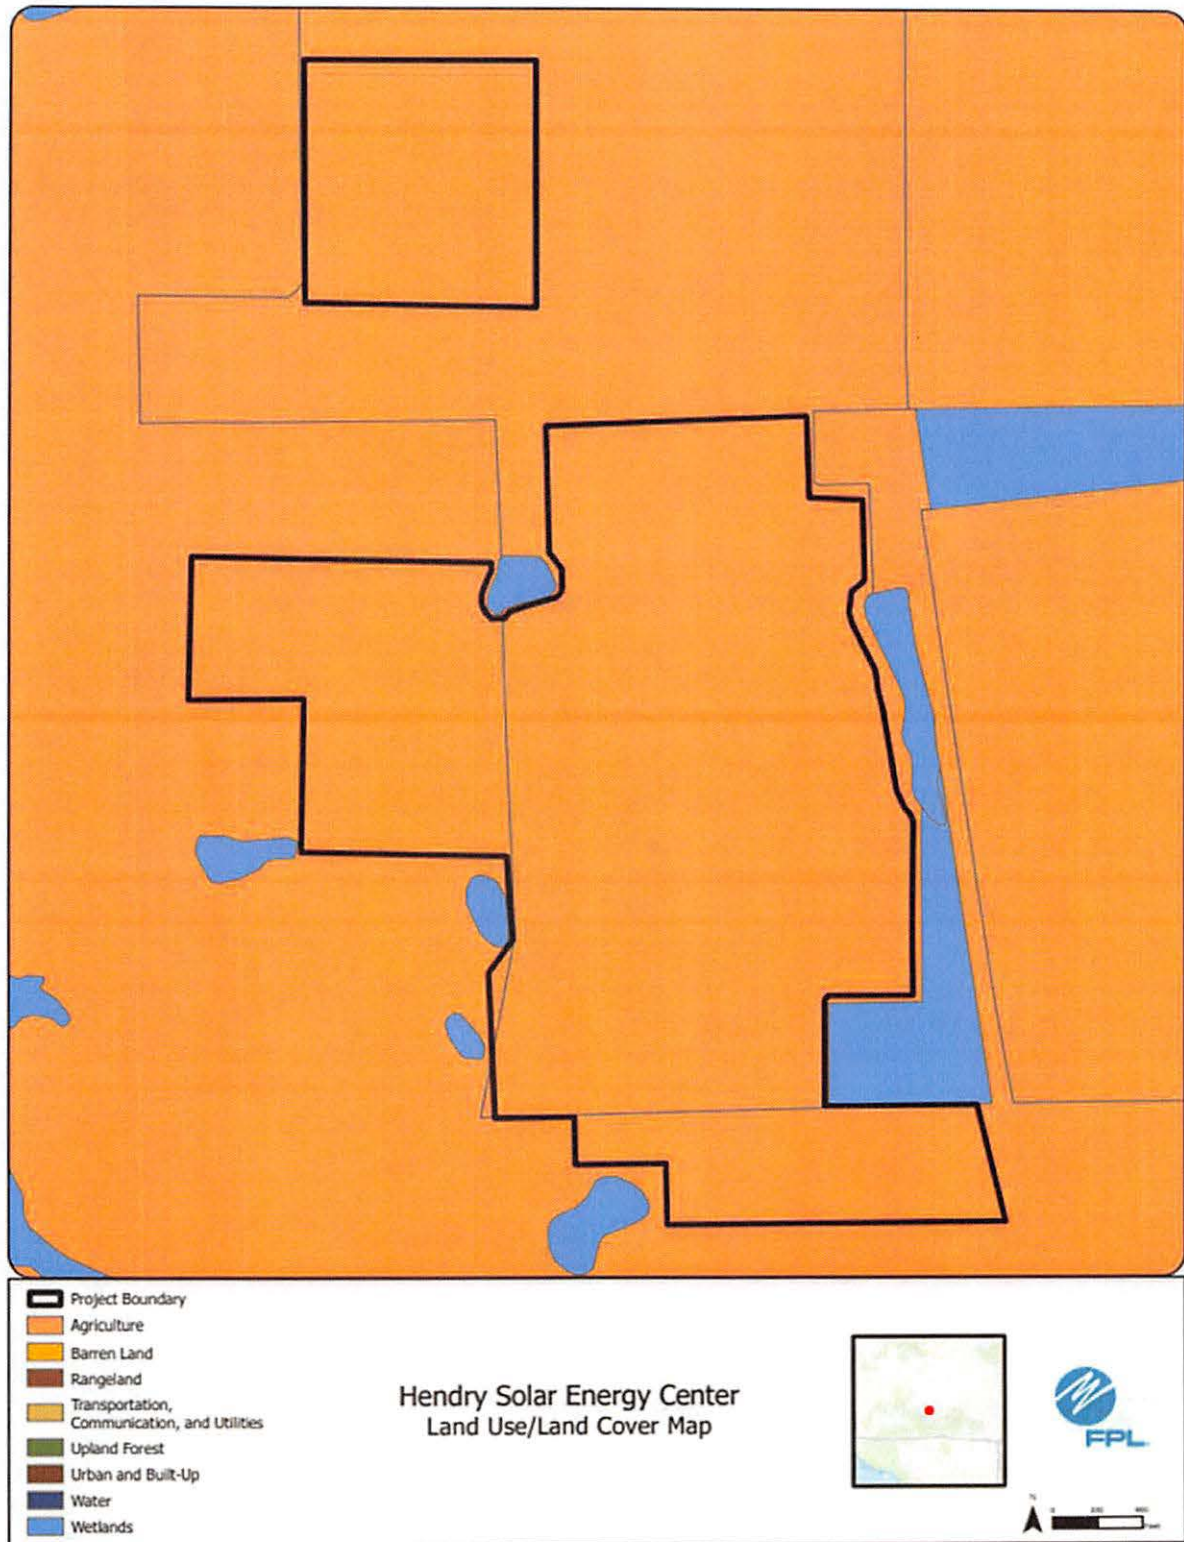 Project Boundary
Agriculture
Barren Land
Rangeland
Transportation,
Communication, and Utilities
Upland Forest
Urban and Built-Up
Water
Wetlands
Hendry Solar Energy Center
Land Use/Land Cover Map
FPL
N
0